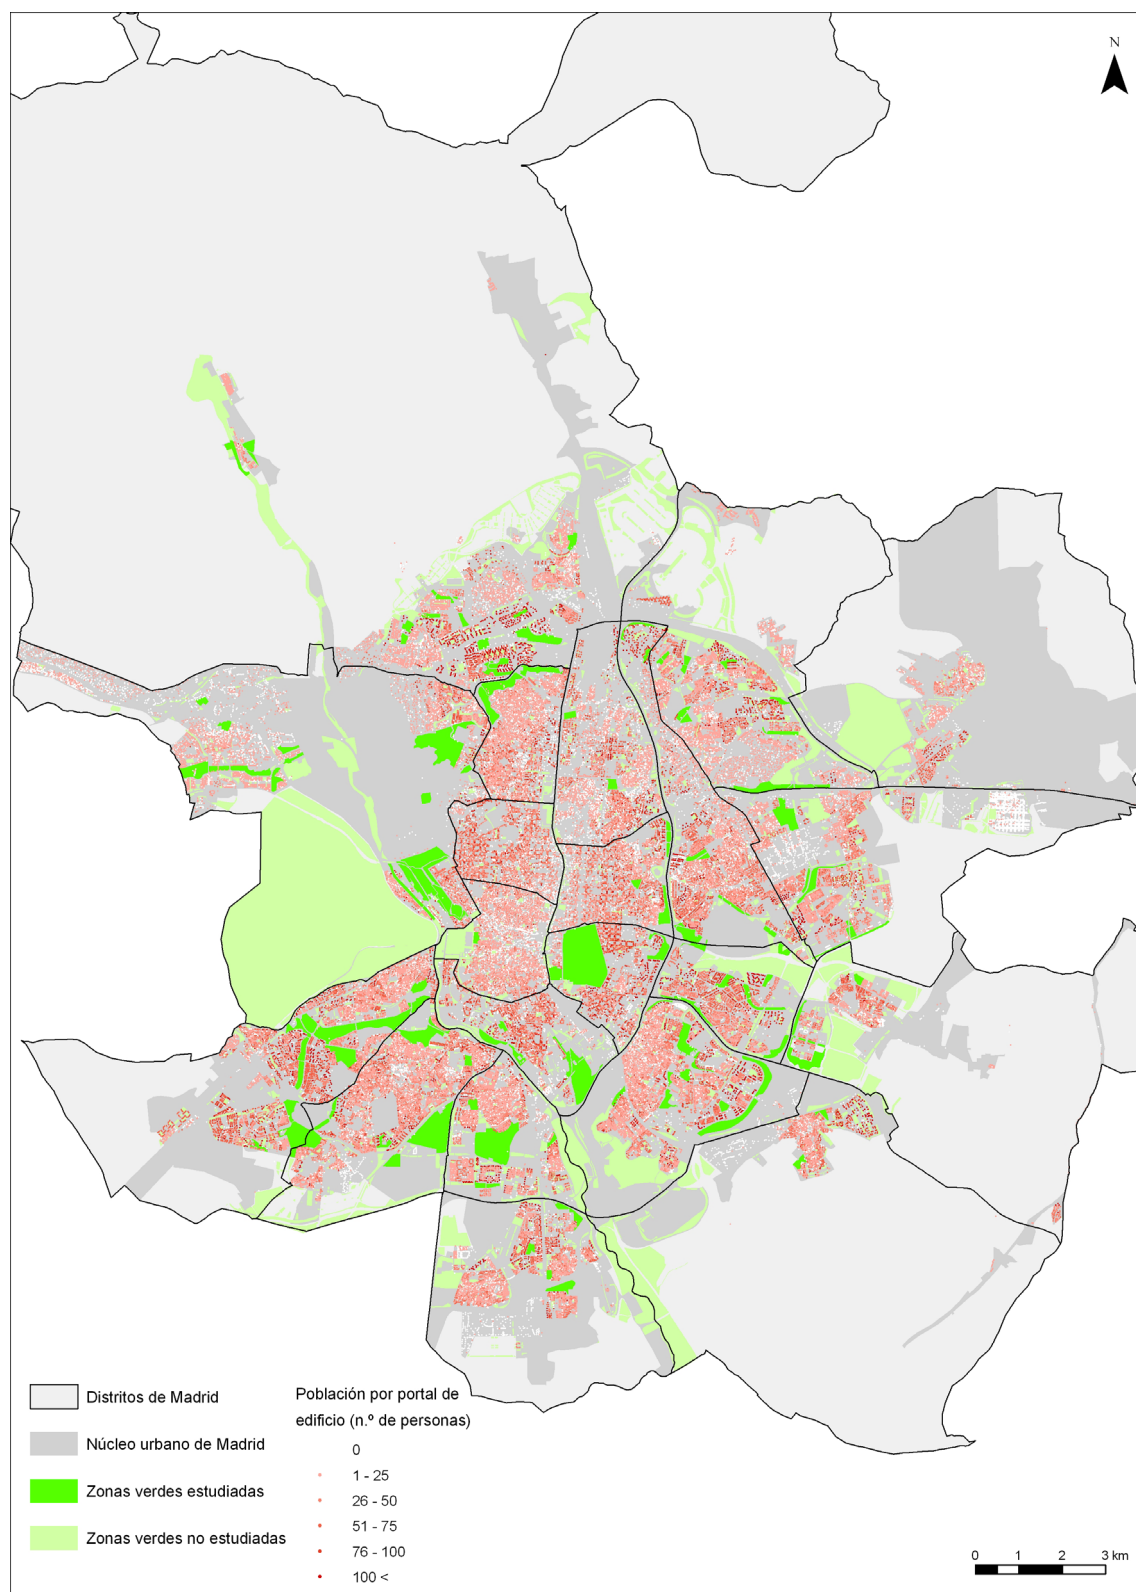 N
Distritos de Madrid
Núcleo urbano de Madrid
Zonas verdes estudiadas
Zonas verdes no estudiadas
Población por portal de
edificio (n.º de personas)
0
1 - 25
26 - 50
51 - 75
76 - 100
100 <
0 1 2 3 km